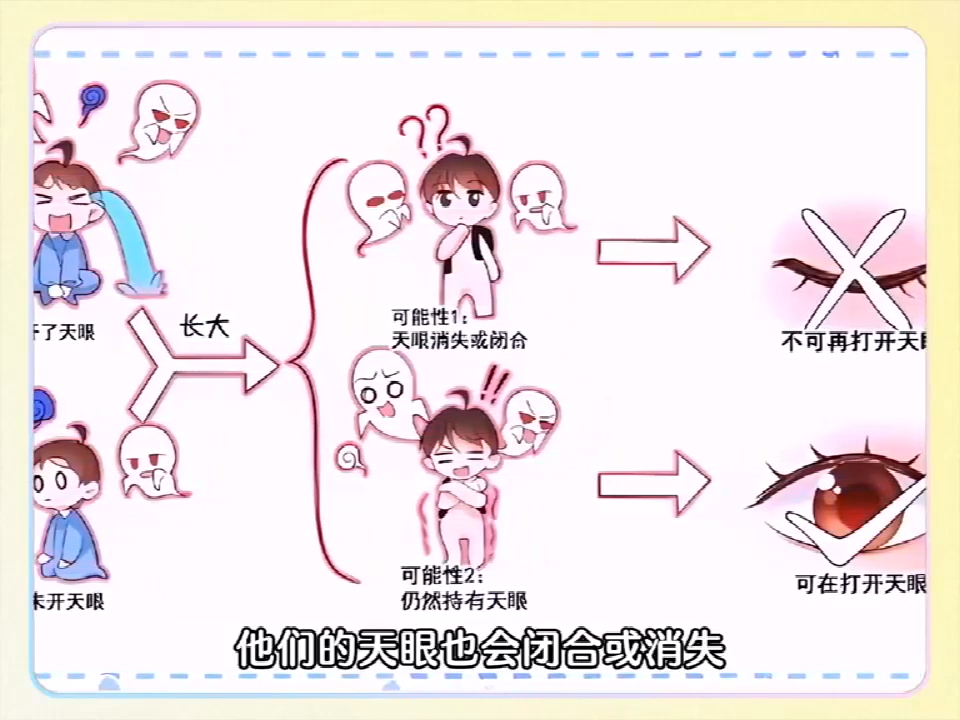 ??
开了天眼
长大
可能性1:
天眼消失或闭合
不可再打开天眼
!!
可能性2:
仍然持有天眼
可在打开天眼
未开天眼
他们的天眼也会闭合或消失